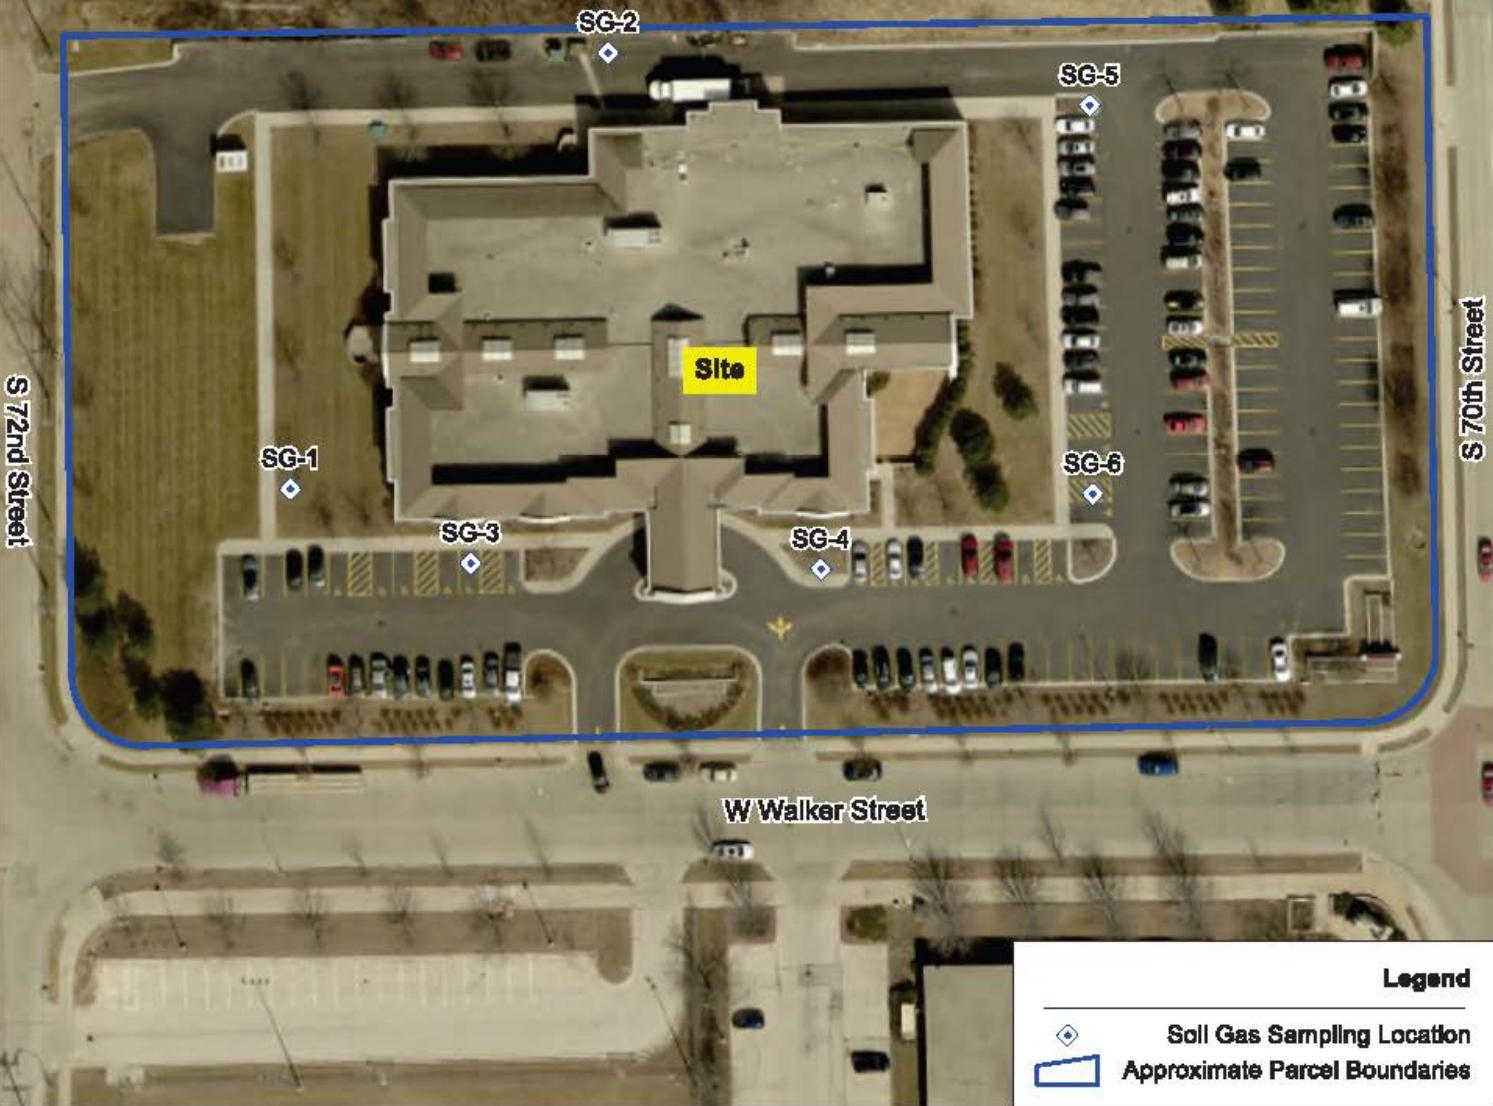 SG-2
SG-5
Site
S 72nd Street
S 70th Street
SG-1
SG-6
SG-3
SG-4
W Walker Street
Legend
Soil Gas Sampling Location
Approximate Parcel Boundaries